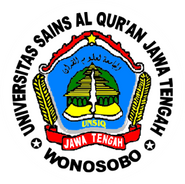 UNIVERSITAS SAINS AL QUR'AN JAWA TENGAH
UNSIQ
JAWA TENGAH
WONOSOBO